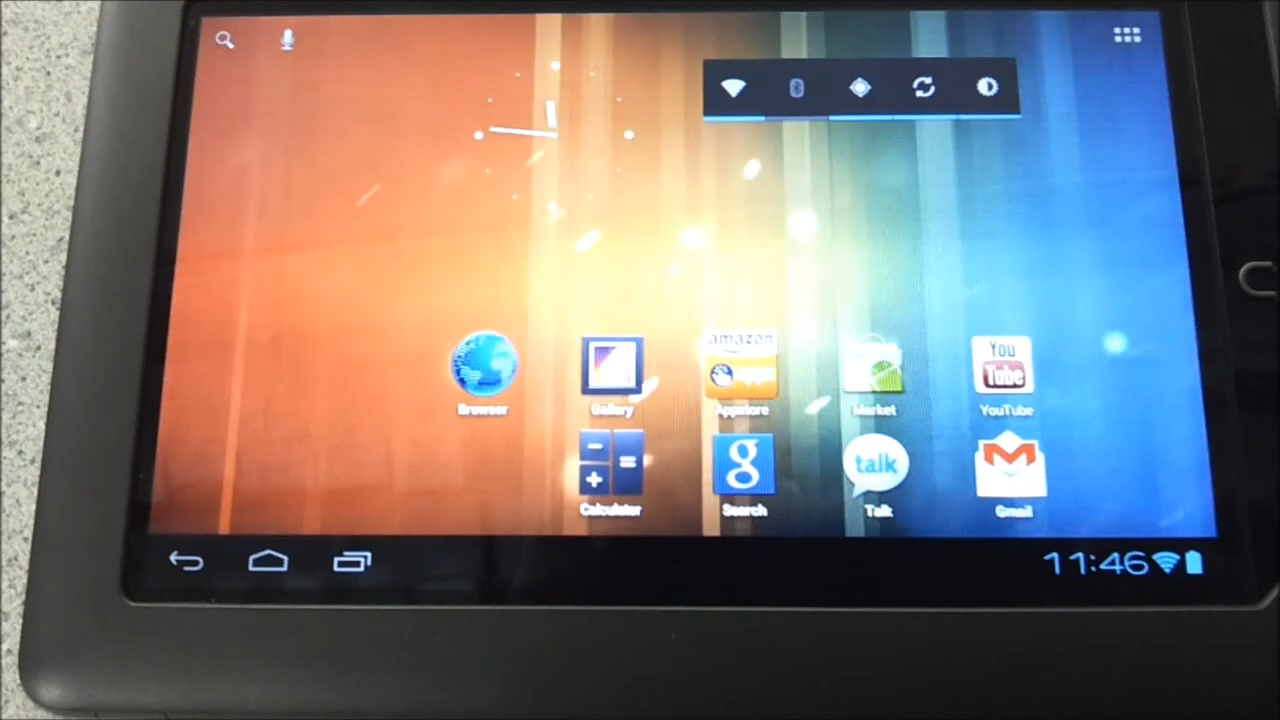 amazon
You
Tube
Browser
Gallery
Appstore
Market
YouTube
g
talk
Calculator
Search
Talk
Gmail
11:46